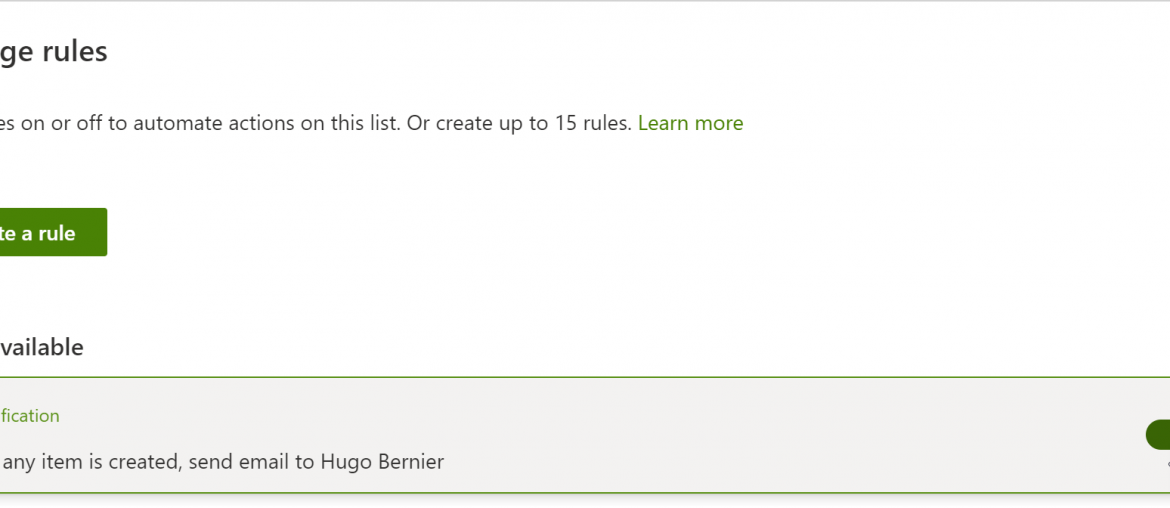 ge rules
es on or off to automate actions on this list. Or create up to 15 rules. Learn more
te a rule
vailable
fication
any item is created, send email to Hugo Bernier